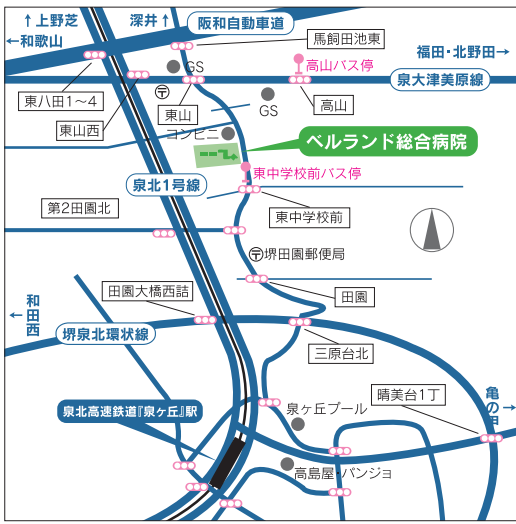 ↑上野芝
深井↑
阪和自動車道
馬飼田池東
←和歌山
福田・北野田→
GS
高山バス停
泉大津美原線
東八田1～4
〒
東山
GS
高山
東山西
コンビニ
ベルランド総合病院
泉北1号線
東中学校前バス停
第2田園北
東中学校前
〒堺田園郵便局
田園
田園大橋西詰
和田西
←
堺泉北環状線
三原台北
晴美台1丁
亀の甲
→
泉北高速鉄道『泉ヶ丘』駅
泉ヶ丘プール
高島屋・パンジョ